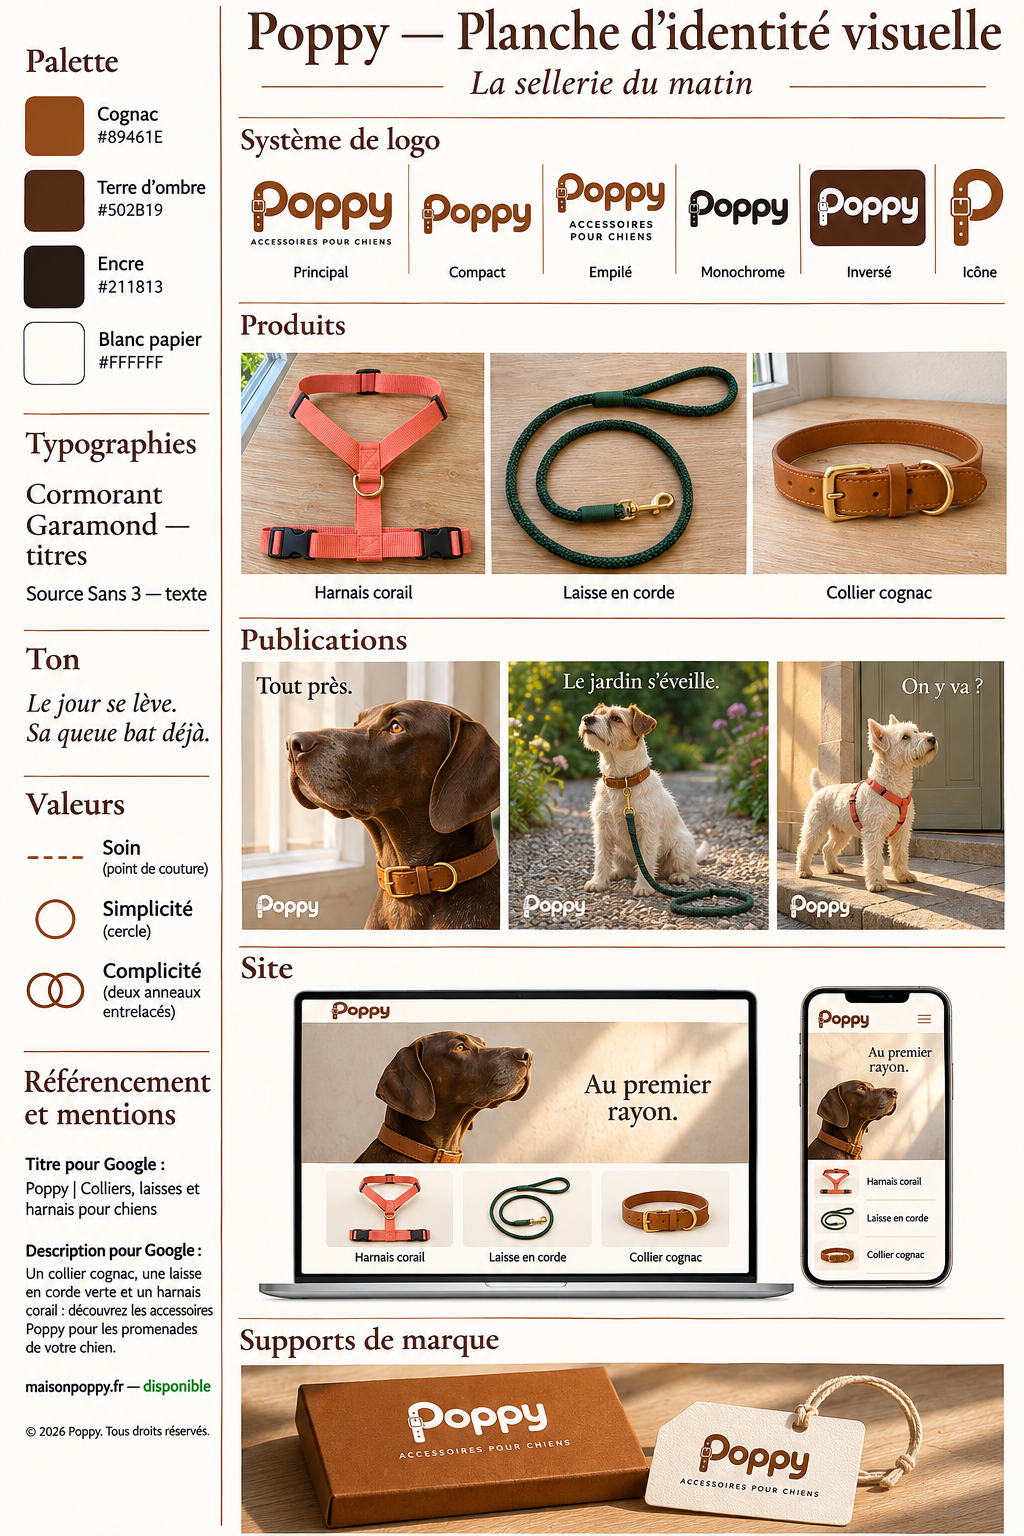 Poppy — Planche d’identité visuelle
La sellerie du matin
Palette
Cognac
#89461E
Terre d’ombre
#502B19
Encre
#211813
Blanc papier
#FFFFFF
Typographies
Cormorant
Garamond —
titres
Source Sans 3 — texte
Ton
Le jour se lève.
Sa queue bat déjà.
Valeurs
Soin
(point de couture)
Simplicité
(cercle)
Complicité
(deux anneaux
entrelacés)
Référencement
et mentions
Titre pour Google :
Poppy | Colliers, laisses et
harnais pour chiens
Description pour Google :
Un collier cognac, une laisse
en corde verte et un harnais
corail : découvrez les accessoires
Poppy pour les promenades
de votre chien.
maisonpoppy.fr — disponible
© 2026 Poppy. Tous droits réservés.
Système de logo
Poppy
ACCESSOIRES POUR CHIENS
Principal
Poppy
Compact
Poppy
ACCESSOIRES
POUR CHIENS
Empilé
Poppy
Monochrome
Poppy
Inversé
P
Icône
Produits
Harnais corail
Laisse en corde
Collier cognac
Publications
Tout près.
Poppy
Le jardin s’éveille.
Poppy
On y va ?
Poppy
Site
Poppy
Au premier
rayon.
Harnais corail
Laisse en corde
Collier cognac
Poppy
Au premier
rayon.
Harnais corail
Laisse en corde
Collier cognac
Supports de marque
Poppy
ACCESSOIRES POUR CHIENS
Poppy
ACCESSOIRES POUR CHIENS